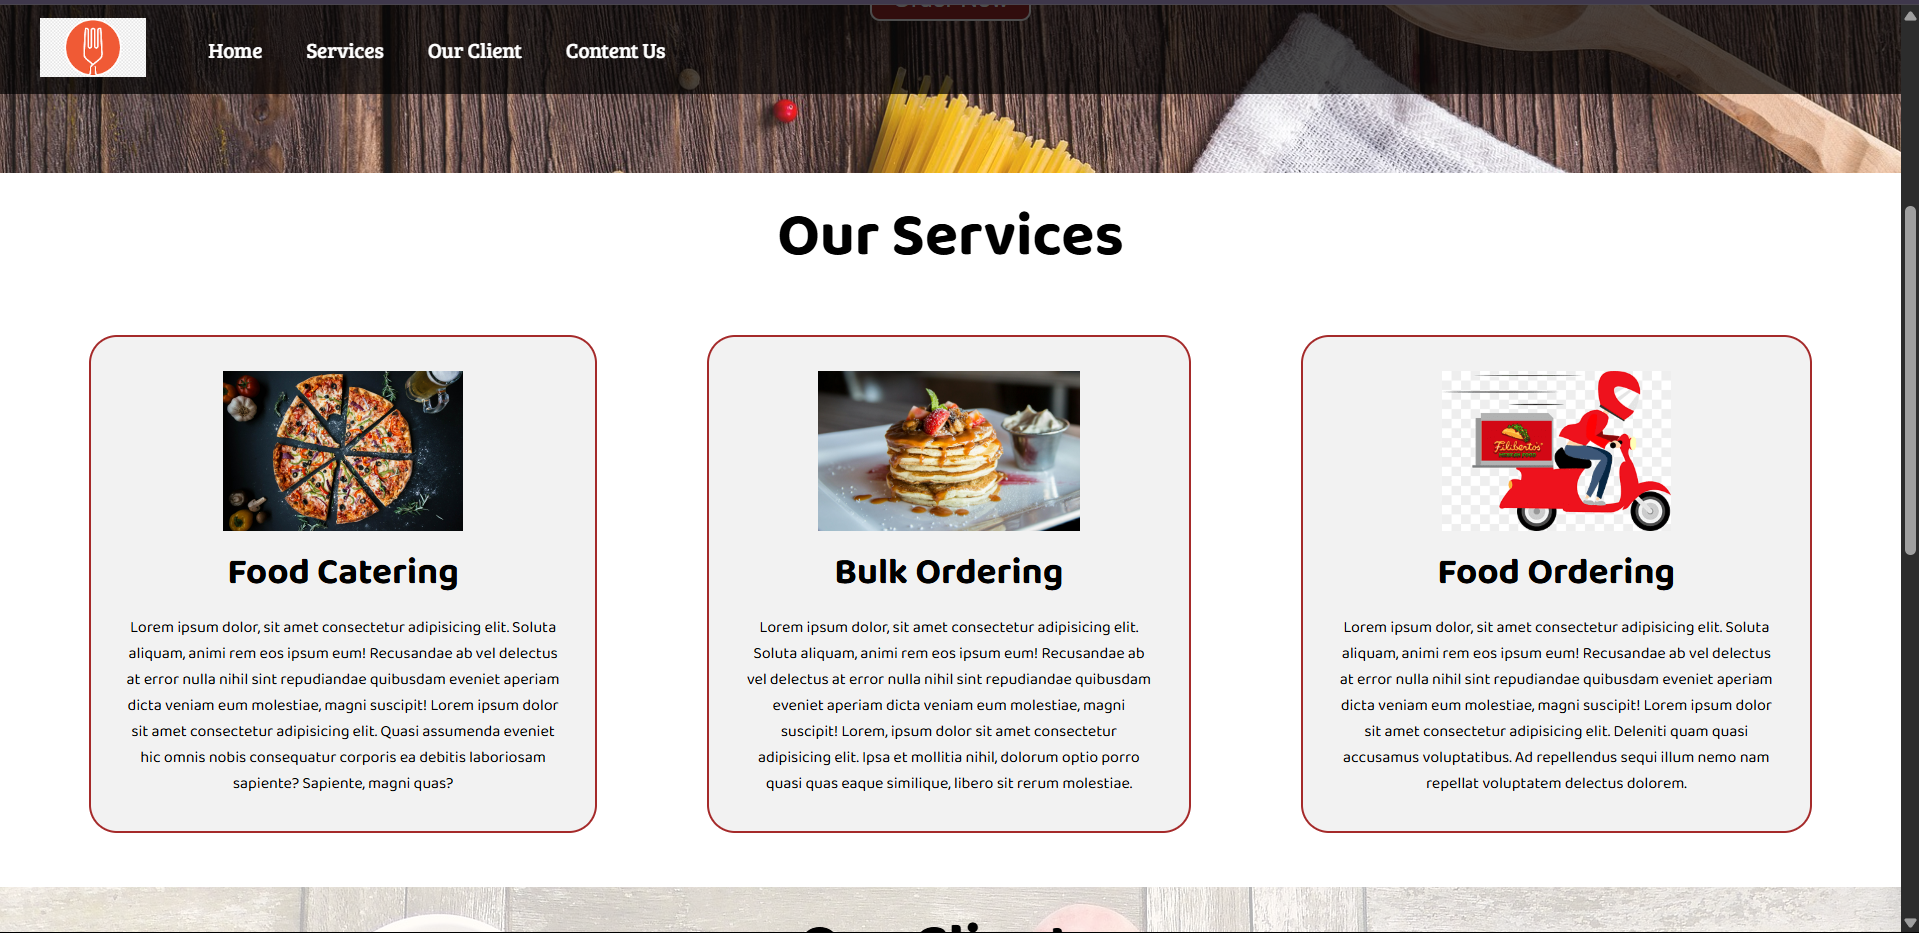 Order Now
Home
Services
Our Client
Content Us
Our Services
Food Catering
Lorem ipsum dolor, sit amet consectetur adipisicing elit. Soluta
aliquam, animi rem eos ipsum eum! Recusandae ab vel delectus
at error nulla nihil sint repudiandae quibusdam eveniet aperiam
dicta veniam eum molestiae, magni suscipit! Lorem ipsum dolor
sit amet consectetur adipisicing elit. Quasi assumenda eveniet
hic omnis nobis consequatur corporis ea debitis laboriosam
sapiente? Sapiente, magni quas?
Bulk Ordering
Lorem ipsum dolor, sit amet consectetur adipisicing elit.
Soluta aliquam, animi rem eos ipsum eum! Recusandae ab
vel delectus at error nulla nihil sint repudiandae quibusdam
eveniet aperiam dicta veniam eum molestiae, magni
suscipit! Lorem, ipsum dolor sit amet consectetur
adipisicing elit. Ipsa et mollitia nihil, dolorum optio porro
quasi quas eaque similique, libero sit rerum molestiae.
Filiberto's
Food Ordering
Lorem ipsum dolor, sit amet consectetur adipisicing elit. Soluta
aliquam, animi rem eos ipsum eum! Recusandae ab vel delectus
at error nulla nihil sint repudiandae quibusdam eveniet aperiam
dicta veniam eum molestiae, magni suscipit! Lorem ipsum dolor
sit amet consectetur adipisicing elit. Deleniti quam quasi
accusamus voluptatibus. Ad repellendus sequi illum nemo nam
repellat voluptatem delectus dolorem.
Our Client